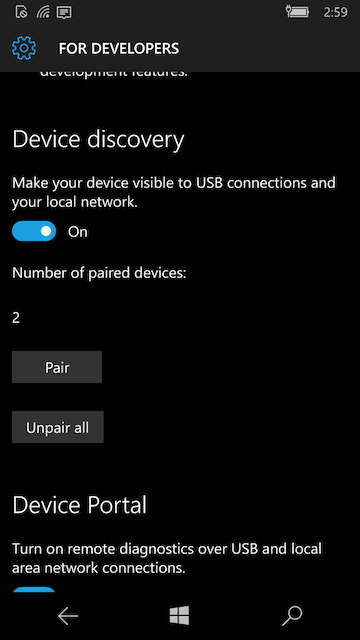 2:59
FOR DEVELOPERS
development features.
Device discovery
Make your device visible to USB connections and
your local network.
On
Number of paired devices:
2
Pair
Unpair all
Device Portal
Turn on remote diagnostics over USB and local
area network connections.